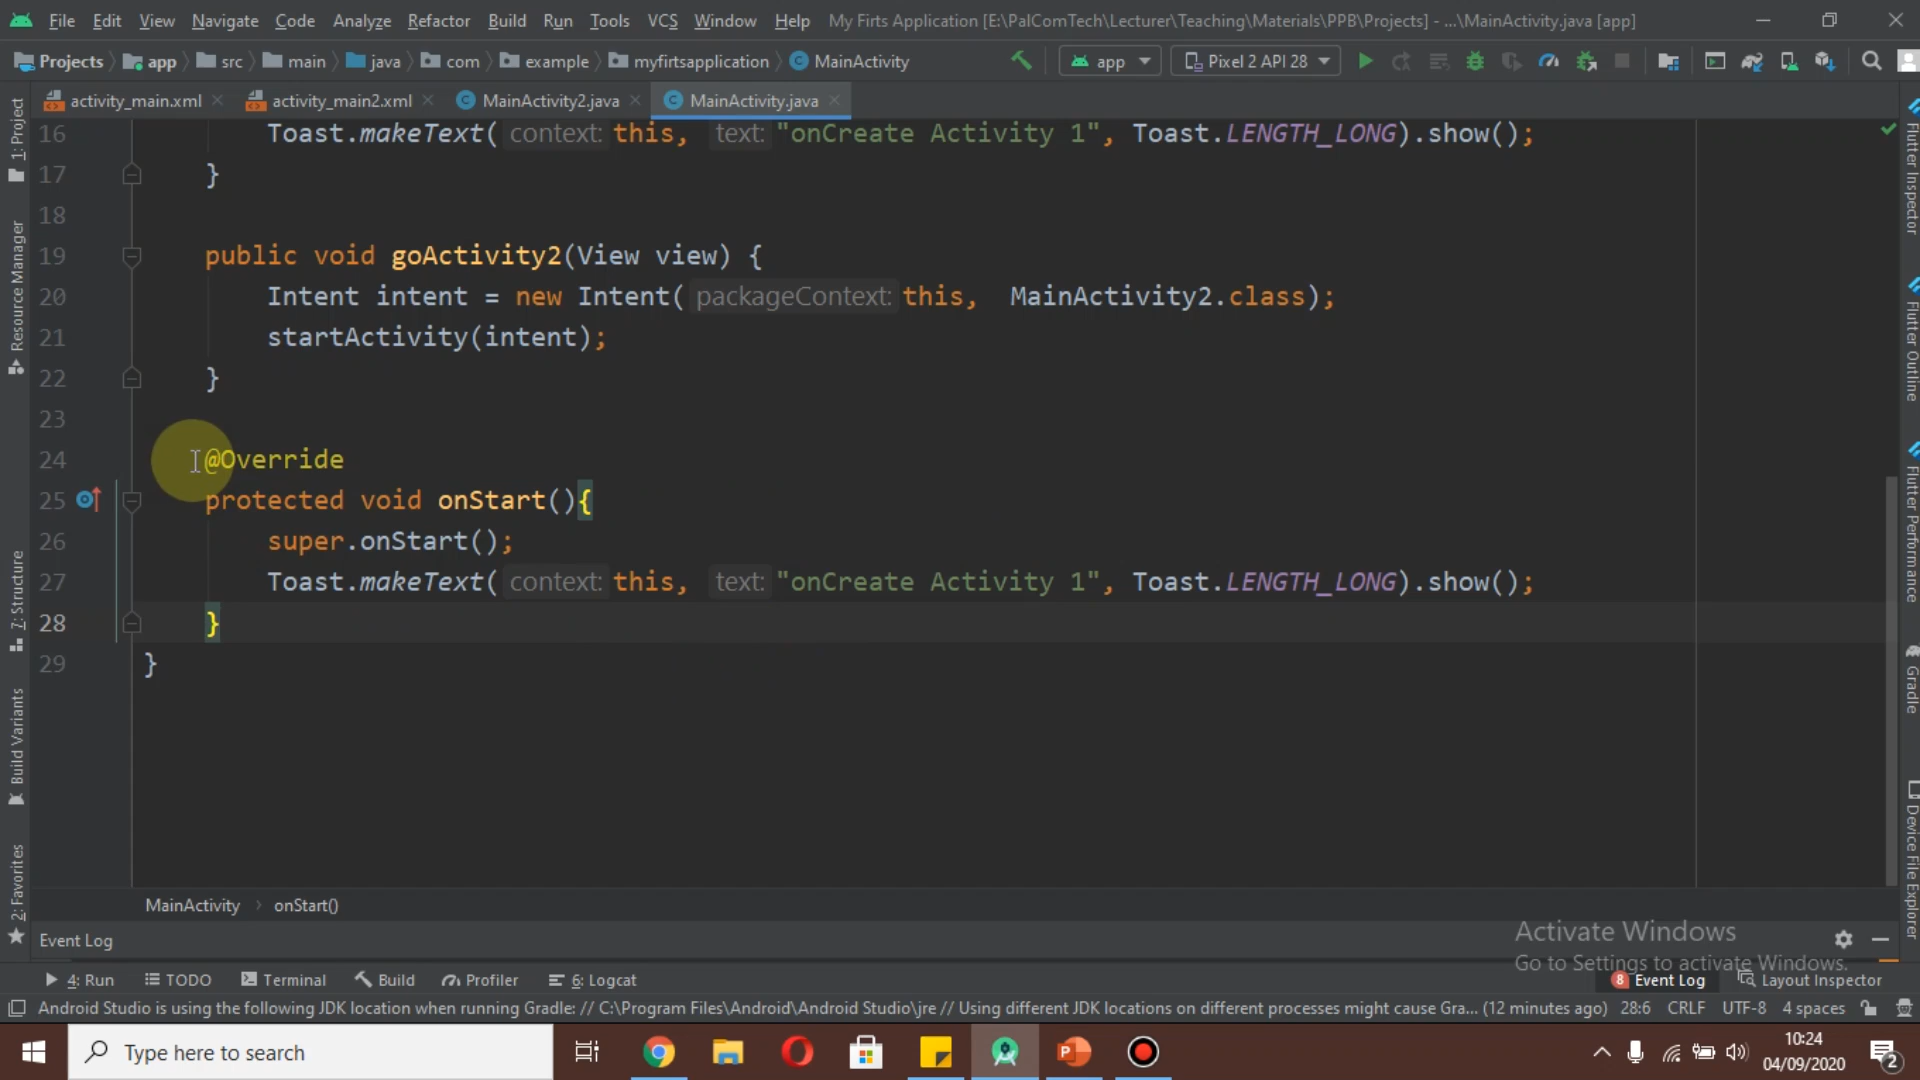 File Edit View Navigate Code Analyze Refactor Build Run Tools VCS Window Help My Firts Application [E:\PalComTech\Lecturer\Teaching\Materials\PPB\Projects] - ...\MainActivity.java [app]
Projects app src main java com example myfirtsapplication MainActivity app Pixel 2 API 28
activity_main.xml activity_main2.xml MainActivity2.java MainActivity.java
16 Toast.makeText( context: this, text: "onCreate Activity 1", Toast.LENGTH_LONG).show();
17 }
18
19 public void goActivity2(View view) {
20 Intent intent = new Intent( packageContext: this, MainActivity2.class);
21 startActivity(intent);
22 }
23
24 @Override
25 protected void onStart(){
26 super.onStart();
27 Toast.makeText( context: this, text: "onCreate Activity 1", Toast.LENGTH_LONG).show();
28 }
29 }
1: Project
Resource Manager
7: Structure
Build Variants
2: Favorites
Flutter Inspector
Flutter Outline
Flutter Performance
Gradle
Device File Explorer
MainActivity onStart()
Event Log
Activate Windows
Go to Settings to activate Windows.
4: Run TODO Terminal Build Profiler 6: Logcat 8 Event Log Layout Inspector
Android Studio is using the following JDK location when running Gradle: // C:\Program Files\Android\Android Studio\jre // Using different JDK locations on different processes might cause Gra... (12 minutes ago) 28:6 CRLF UTF-8 4 spaces
Type here to search
10:24
04/09/2020
2